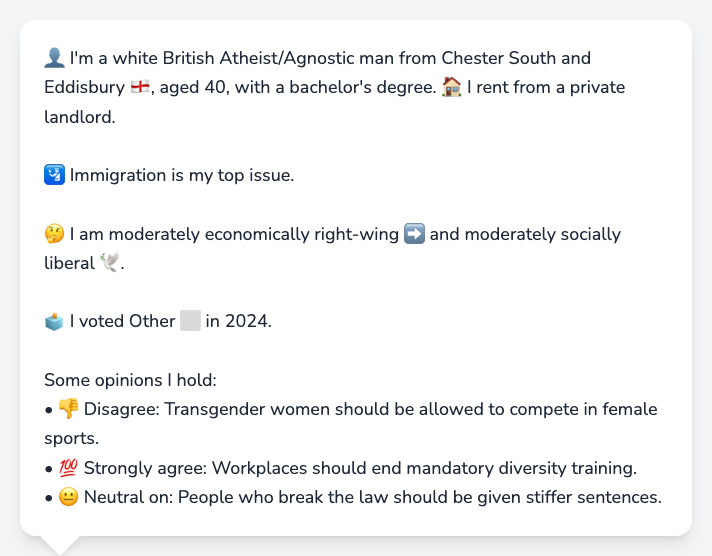 👤 I'm a white British Atheist/Agnostic man from Chester South and
Eddisbury 🏴󠁧󠁢󠁥󠁮󠁧󠁿, aged 40, with a bachelor's degree. 🏠 I rent from a private
landlord.
🛂 Immigration is my top issue.
🤔 I am moderately economically right-wing ➡️ and moderately socially
liberal 🕊️.
🗳️ I voted Other ⬜ in 2024.
Some opinions I hold:
• 👎 Disagree: Transgender women should be allowed to compete in female
sports.
• 💯 Strongly agree: Workplaces should end mandatory diversity training.
• 😐 Neutral on: People who break the law should be given stiffer sentences.